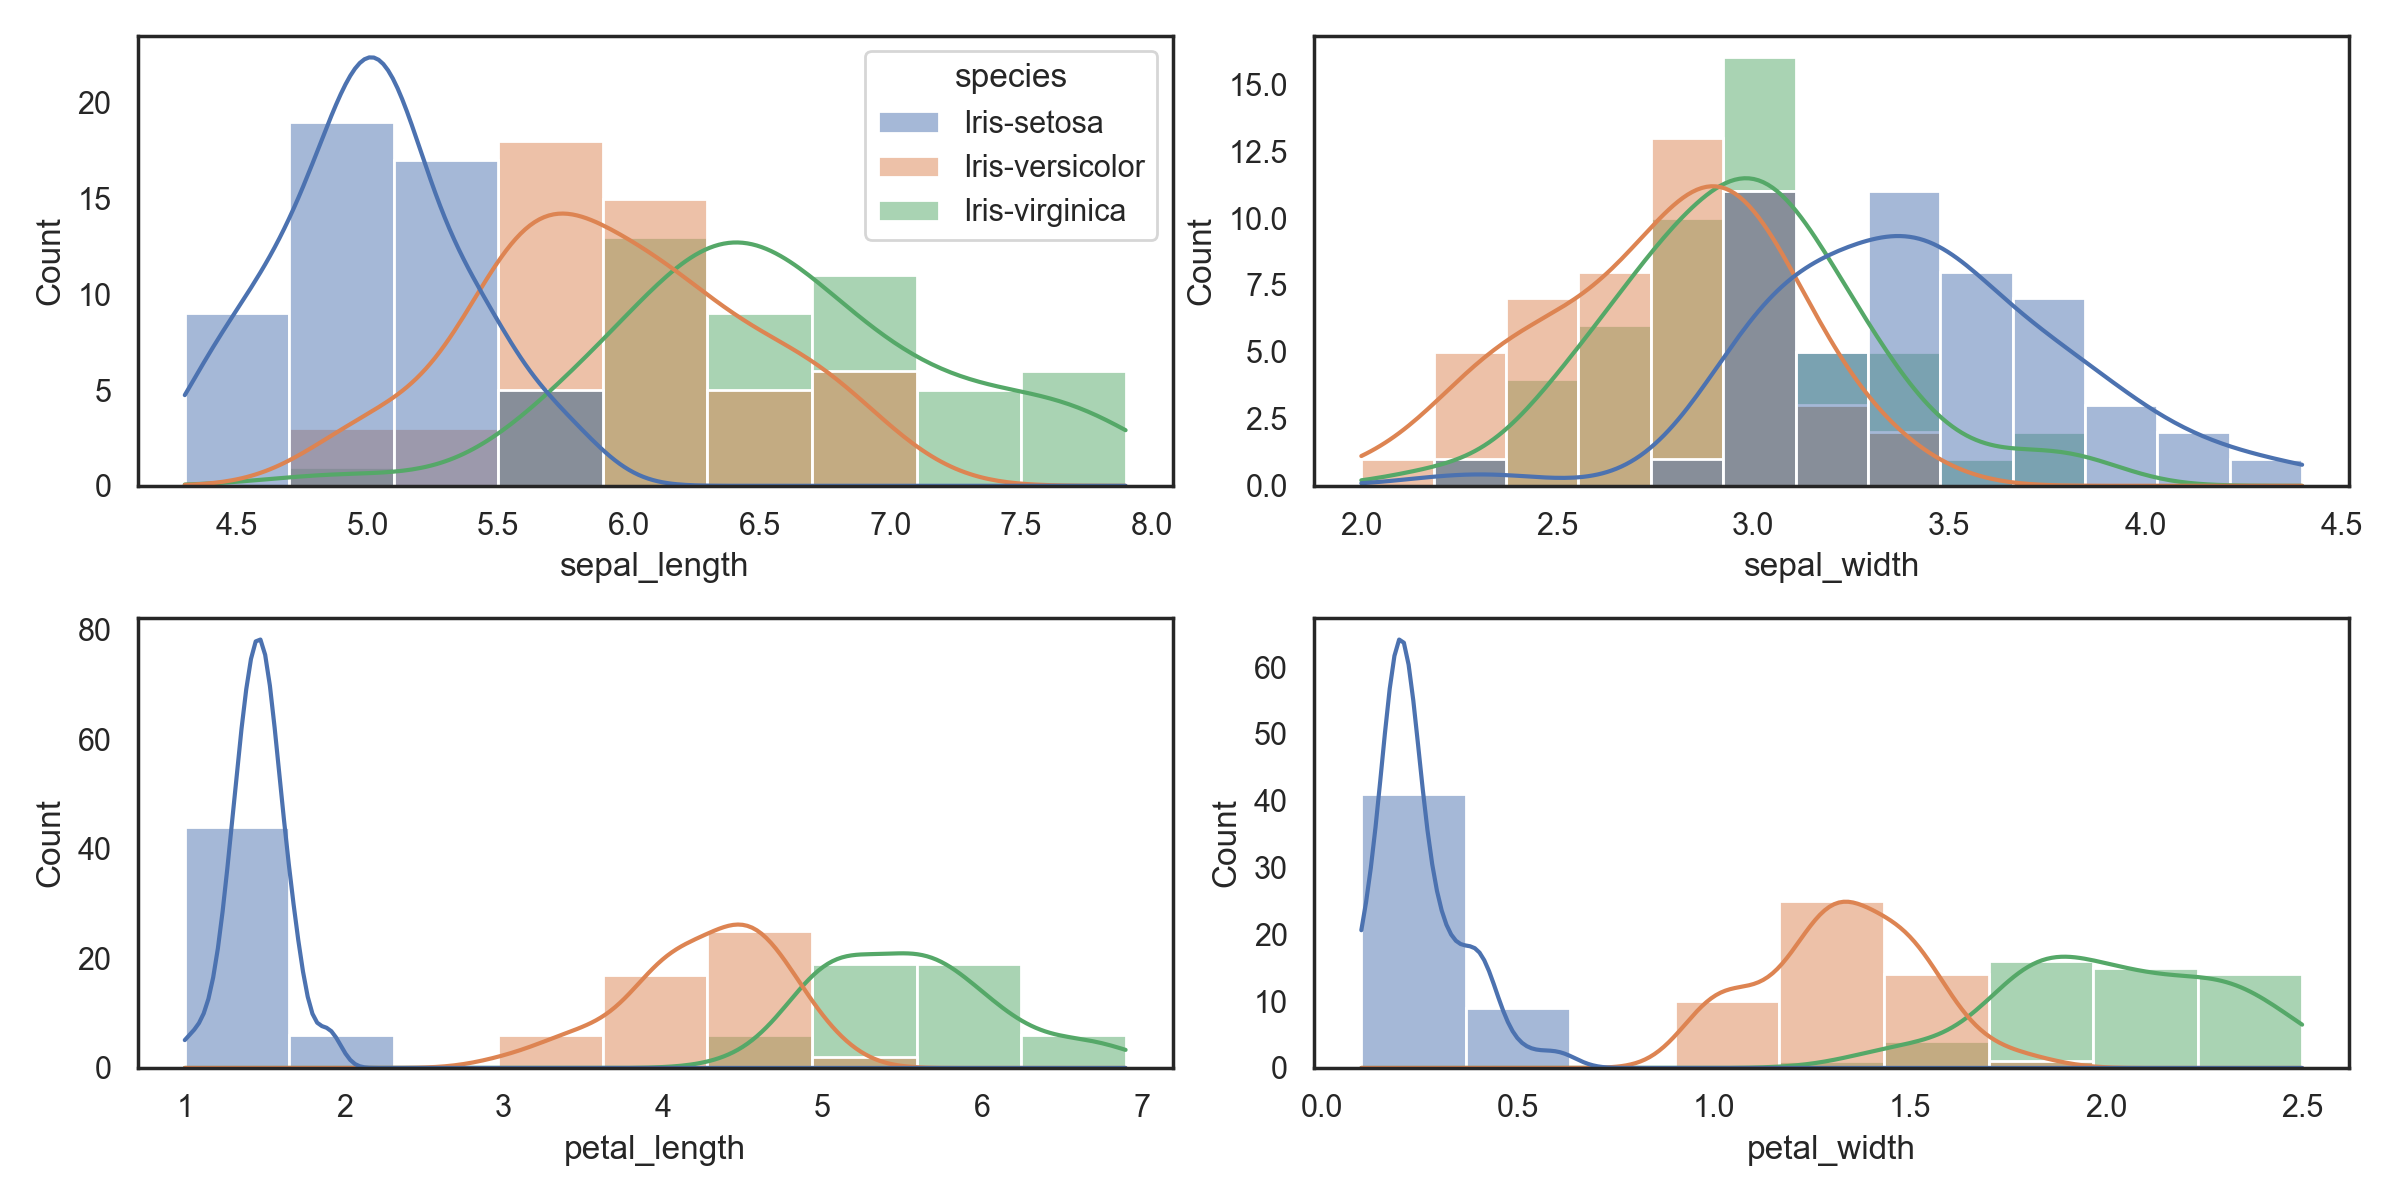 species
Iris-setosa
Iris-versicolor
Iris-virginica
Count
20
15
10
5
0
4.5 5.0 5.5 6.0 6.5 7.0 7.5 8.0
sepal_length
Count
15.0
12.5
10.0
7.5
5.0
2.5
0.0
2.0 2.5 3.0 3.5 4.0 4.5
sepal_width
Count
80
60
40
20
0
1 2 3 4 5 6 7
petal_length
Count
60
50
40
30
20
10
0
0.0 0.5 1.0 1.5 2.0 2.5
petal_width